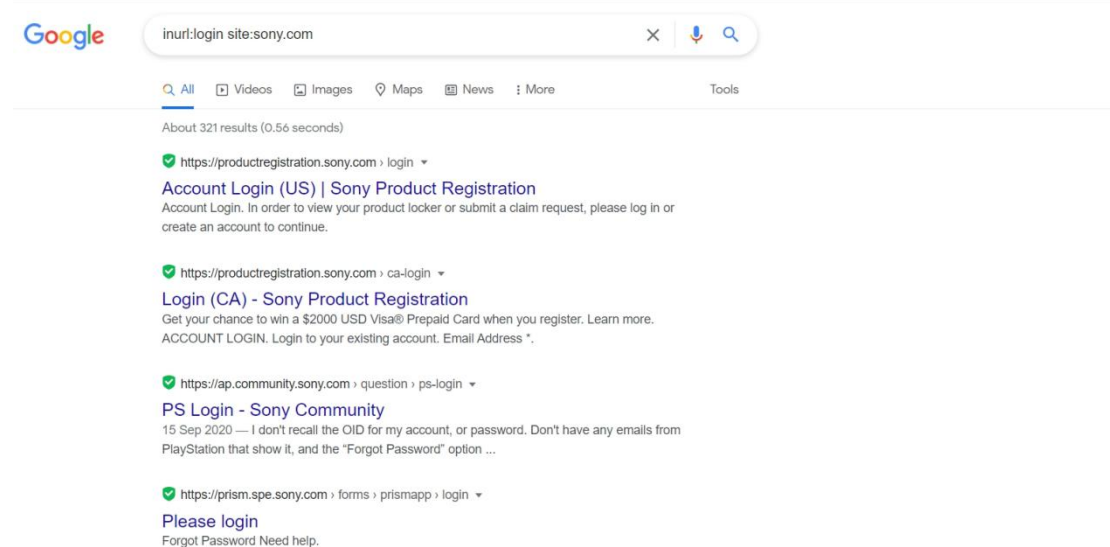 Google
inurl:login site:sony.com
All Videos Images Maps News More Tools
About 321 results (0.56 seconds)
https://productregistration.sony.com › login
Account Login (US) | Sony Product Registration
Account Login. In order to view your product locker or submit a claim request, please log in or
create an account to continue.
https://productregistration.sony.com › ca-login
Login (CA) - Sony Product Registration
Get your chance to win a $2000 USD Visa® Prepaid Card when you register. Learn more.
ACCOUNT LOGIN. Login to your existing account. Email Address *.
https://ap.community.sony.com › question › ps-login
PS Login - Sony Community
15 Sep 2020 — I don't recall the OID for my account, or password. Don't have any emails from
PlayStation that show it, and the “Forgot Password” option ...
https://prism.spe.sony.com › forms › prismapp › login
Please login
Forgot Password Need help.